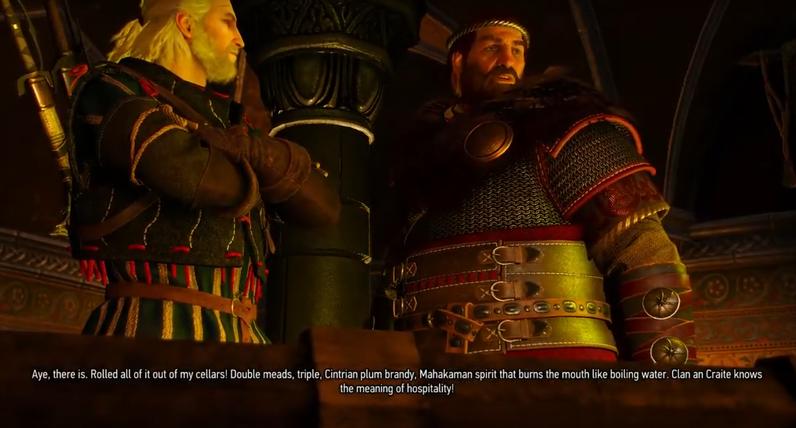 Aye, there is. Rolled all of it out of my cellars! Double meads, triple, Cintrian plum brandy, Mahakaman spirit that burns the mouth like boiling water. Clan an Craite knows
the meaning of hospitality!